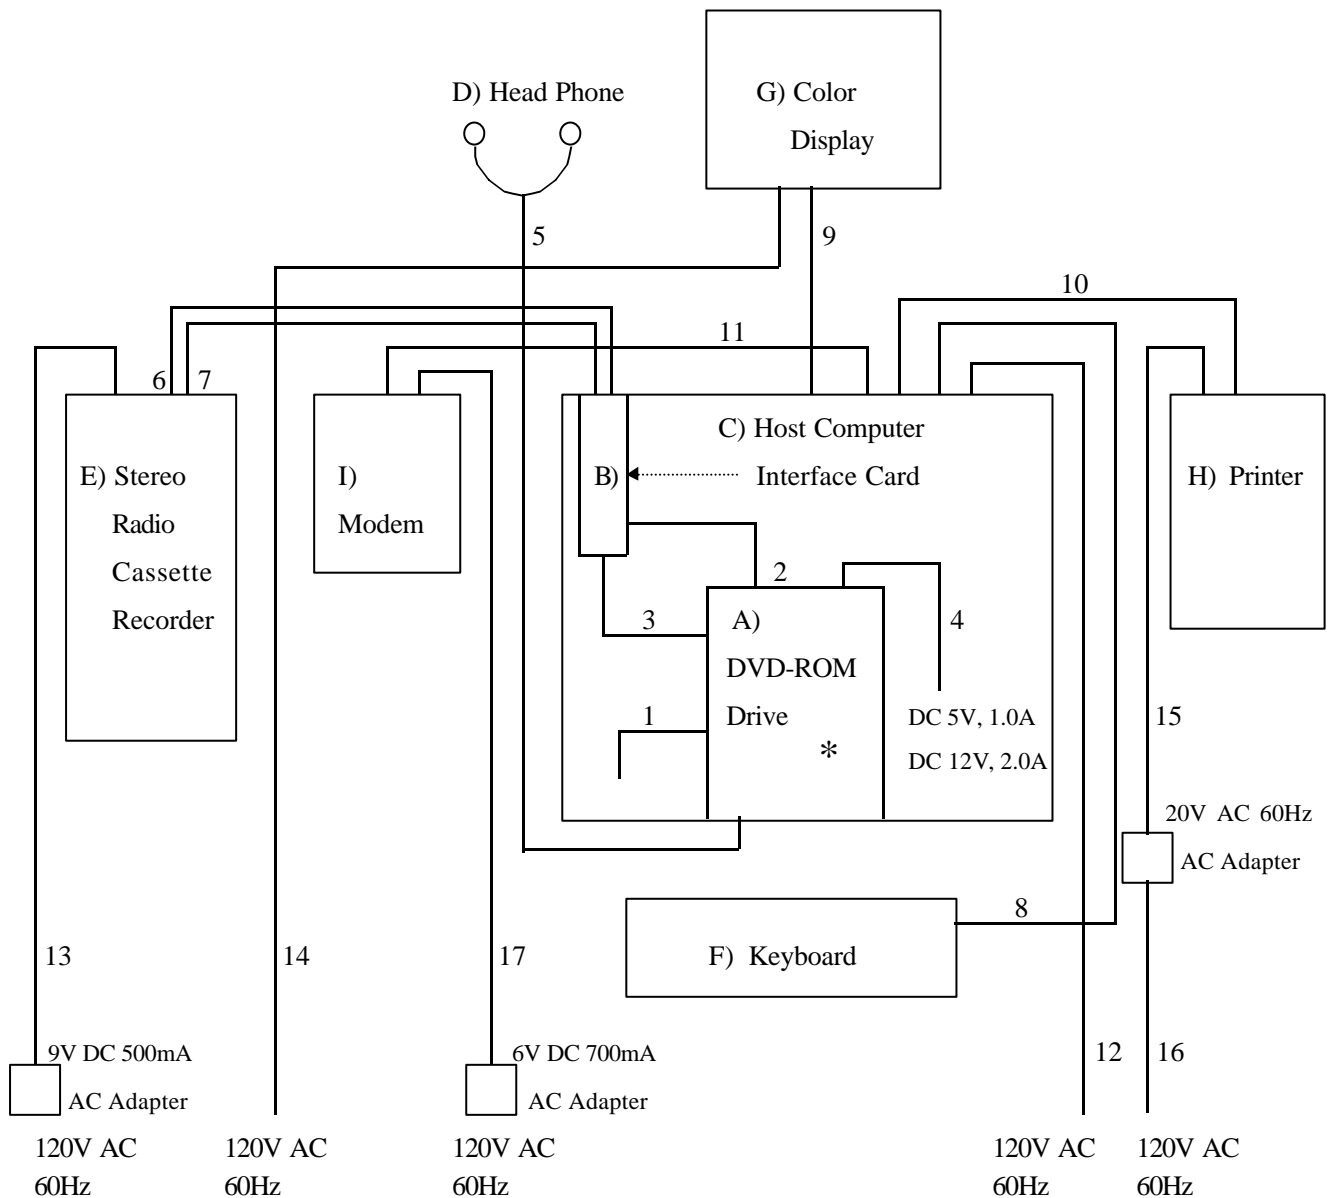 D) Head Phone
G) Color
Display
5
9
10
11
6
7
C) Host Computer
E) Stereo
Radio
Cassette
Recorder
I)
Modem
B)
Interface Card
H) Printer
2
3
A)
DVD-ROM
Drive
*
4
1
DC 5V, 1.0A
DC 12V, 2.0A
15
20V AC 60Hz
AC Adapter
8
F) Keyboard
13
14
17
12
16
9V DC 500mA
AC Adapter
6V DC 700mA
AC Adapter
120V AC
60Hz
120V AC
60Hz
120V AC
60Hz
120V AC
60Hz
120V AC
60Hz